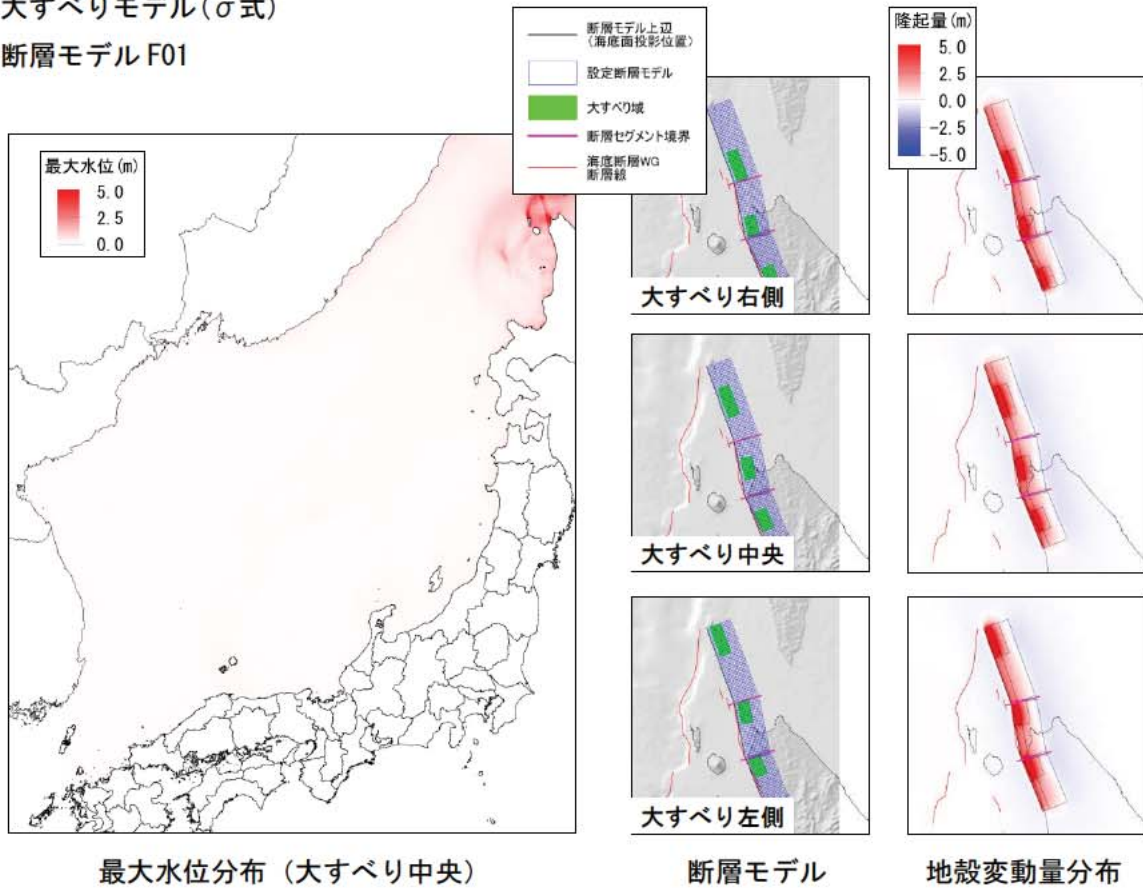 大すべりモデル(σ式)
断層モデル F01
最大水位(m)
5.0
2.5
0.0
断層モデル上辺
(海底面投影位置)
設定断層モデル
大すべり域
断層セグメント境界
海底断層WG
断層線
隆起量(m)
5.0
2.5
0.0
-2.5
-5.0
大すべり右側
大すべり中央
大すべり左側
最大水位分布（大すべり中央）
断層モデル
地殻変動量分布